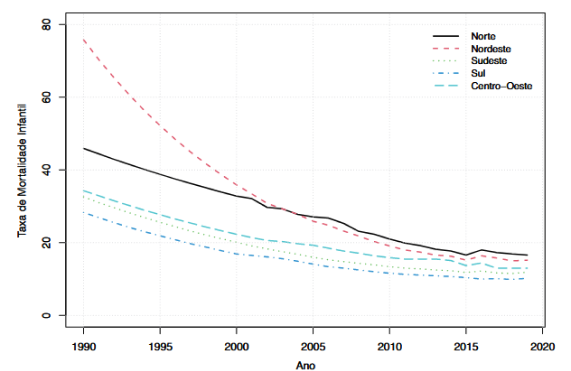 Norte
Nordeste
Sudeste
Sul
Centro-Oeste
Taxa de Mortalidade Infantil
80
60
40
20
0
1990 1995 2000 2005 2010 2015 2020
Ano